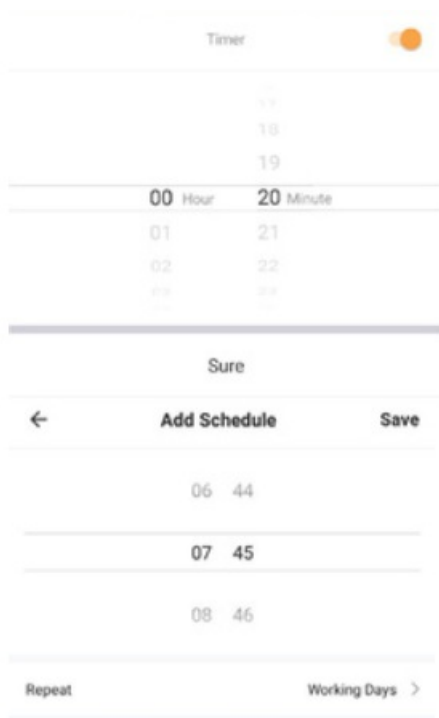 Timer
18
19
00 Hour 20 Minute
01 21
02 22
Sure
Add Schedule Save
06 44
07 45
08 46
Repeat Working Days